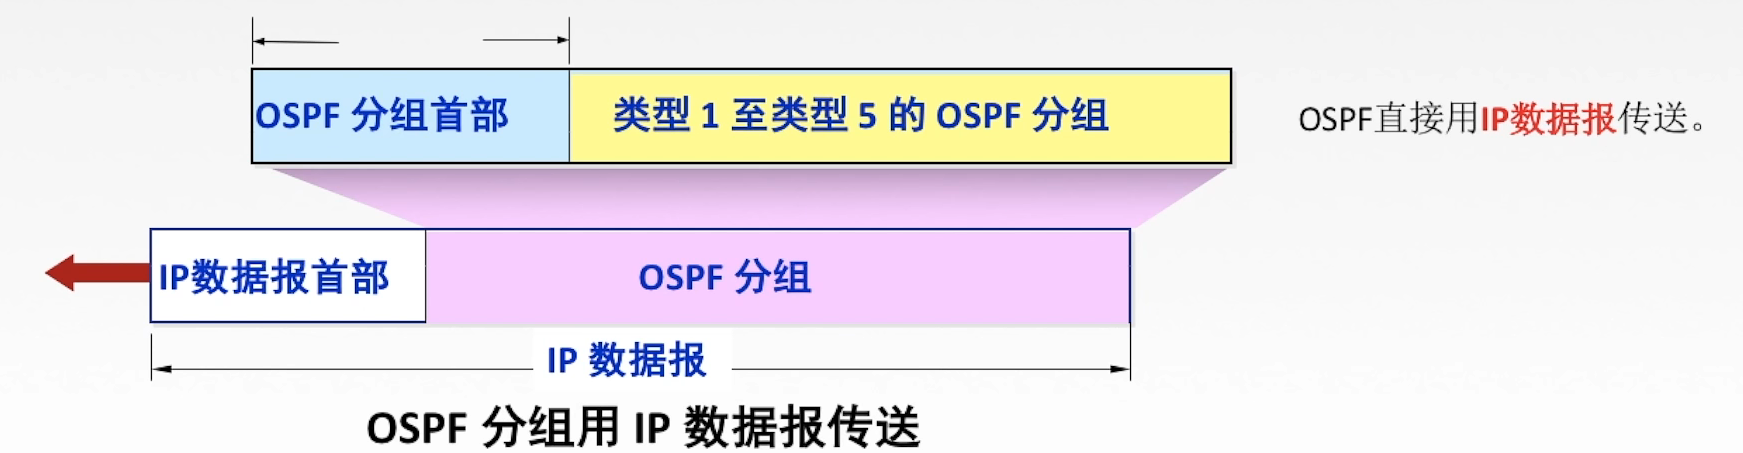 OSPF 分组首部
类型 1 至类型 5 的 OSPF 分组
OSPF直接用IP数据报传送。
IP数据报首部
OSPF 分组
IP 数据报
OSPF 分组用 IP 数据报传送